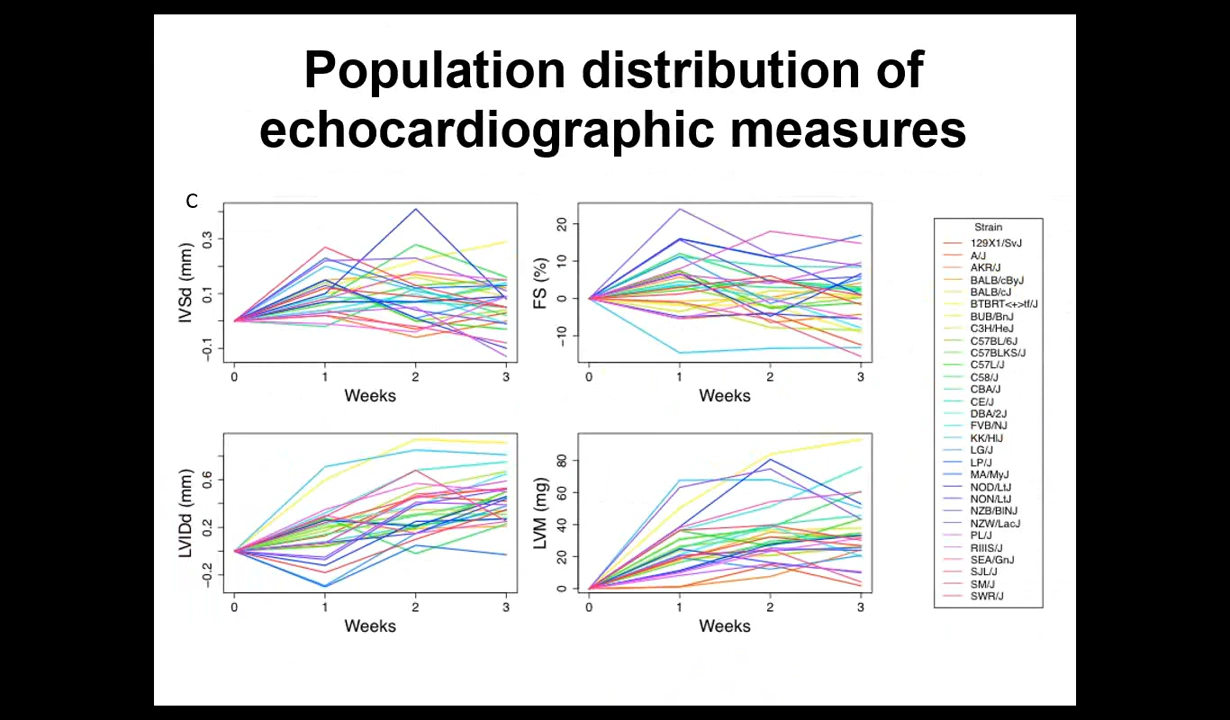 Population distribution of
echocardiographic measures
C
IVSd (mm)
0.3
0.1
−0.1
0 1 2 3
Weeks
FS (%)
20
10
0
−10
0 1 2 3
Weeks
LVIDd (mm)
0.6
0.2
−0.2
0 1 2 3
Weeks
LVM (mg)
80
60
40
20
0
0 1 2 3
Weeks
Strain
129X1/SvJ
A/J
AKR/J
BALB/cByJ
BALB/cJ
BTBRT<+>tf/J
BUB/BnJ
C3H/HeJ
C57BL/6J
C57BLKS/J
C57L/J
C58/J
CBA/J
CE/J
DBA/2J
FVB/NJ
KK/HlJ
LG/J
LP/J
MA/MyJ
NOD/LtJ
NON/LtJ
NZB/BlNJ
NZW/LacJ
PL/J
RIIIS/J
SEA/GnJ
SJL/J
SM/J
SWR/J